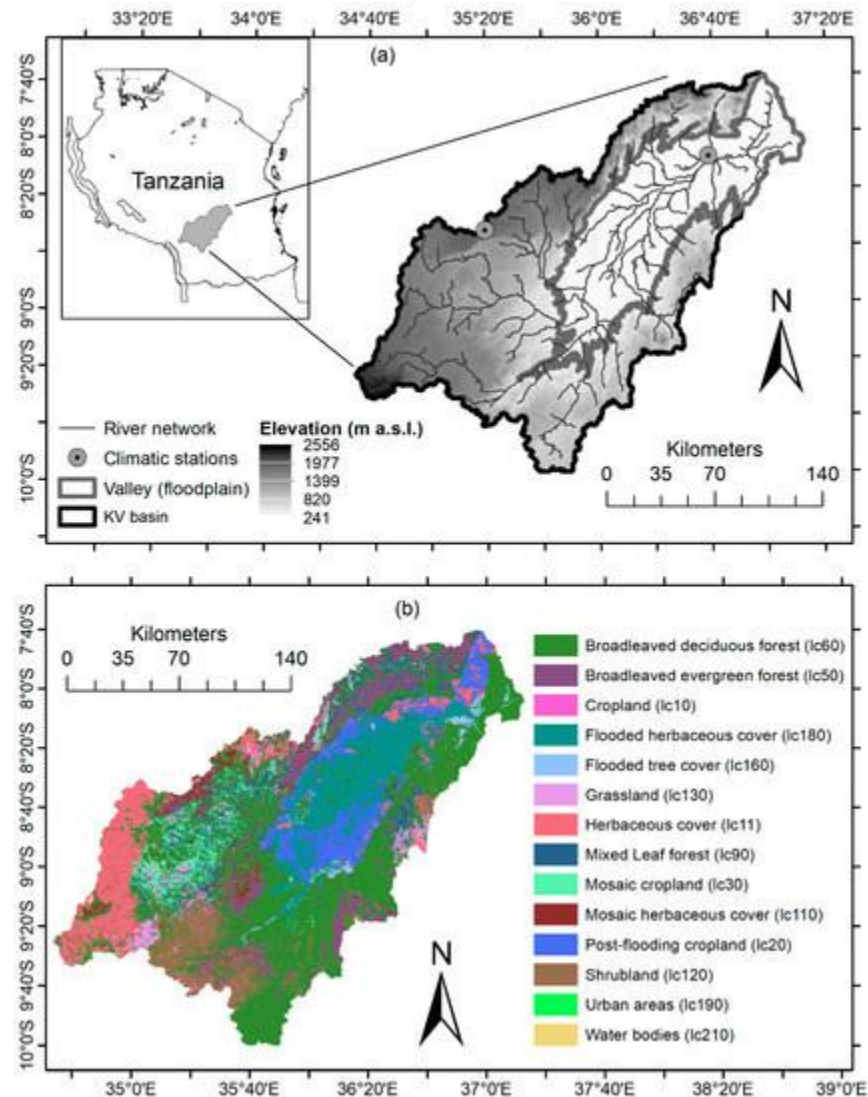 33°20'E 34°0'E 34°40'E 35°20'E 36°0'E 36°40'E 37°20'E
(a)
7°40'S
8°0'S
8°20'S
9°0'S
9°20'S
10°0'S
Tanzania
N
River network
Climatic stations
Valley (floodplain)
KV basin
Elevation (m a.s.l.)
2556
1977
1399
820
241
Kilometers
0 35 70 140
(b)
Kilometers
0 35 70 140
7°40'S
8°0'S
8°20'S
8°40'S
9°0'S
9°20'S
9°40'S
10°0'S
Broadleaved deciduous forest (lc60)
Broadleaved evergreen forest (lc50)
Cropland (lc10)
Flooded herbaceous cover (lc180)
Flooded tree cover (lc160)
Grassland (lc130)
Herbaceous cover (lc11)
Mixed Leaf forest (lc90)
Mosaic cropland (lc30)
Mosaic herbaceous cover (lc110)
Post-flooding cropland (lc20)
Shrubland (lc120)
Urban areas (lc190)
Water bodies (lc210)
N
35°0'E 35°40'E 36°20'E 37°0'E 37°40'E 38°20'E 39°0'E